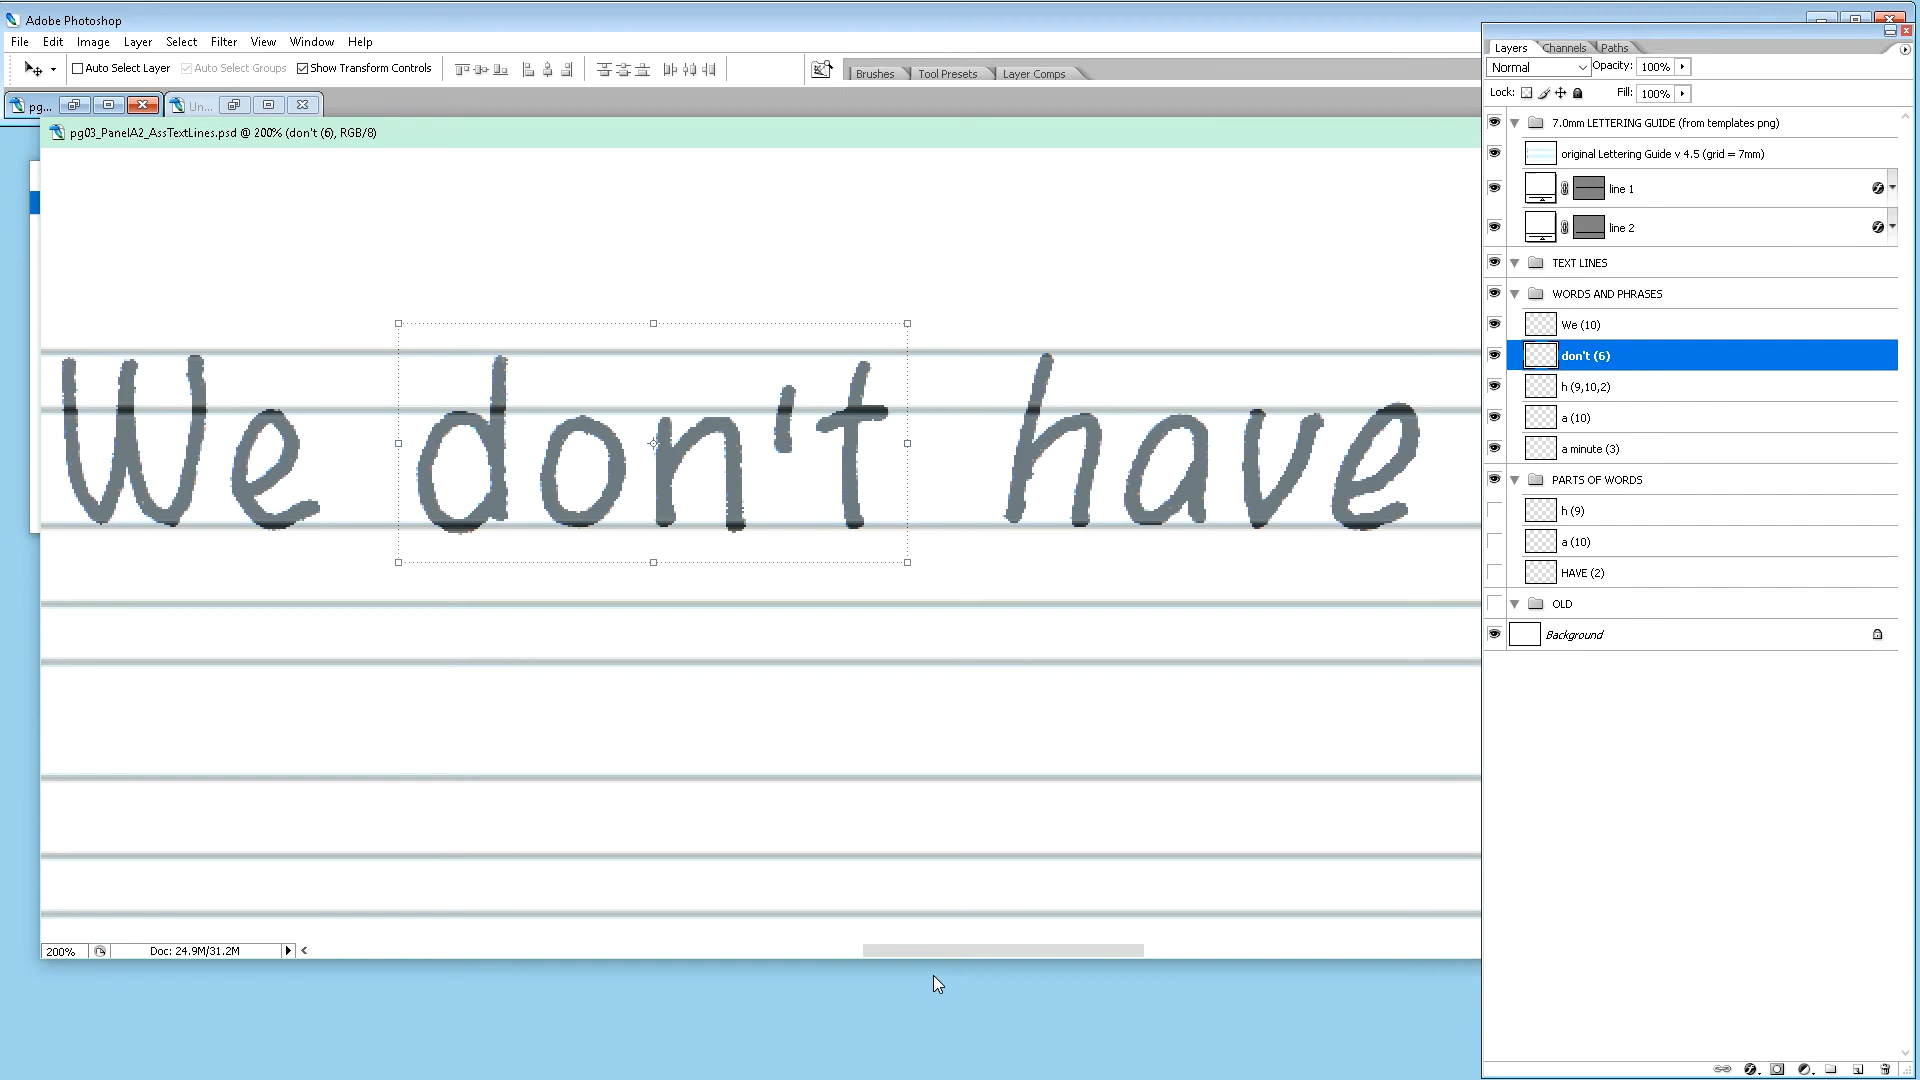 Adobe Photoshop
File Edit Image Layer Select Filter View Window Help
Auto Select Layer Auto Select Groups Show Transform Controls Brushes Tool Presets Layer Comps
pg... Un...
pg03_PanelA2_AssTextLines.psd @ 200% (don't (6), RGB/8)
We don't have
200% Doc: 24.9M/31.2M
Layers Channels Paths
Normal Opacity: 100%
Lock: Fill: 100%
7.0mm LETTERING GUIDE (from templates png)
original Lettering Guide v 4.5 (grid = 7mm)
line 1
line 2
TEXT LINES
WORDS AND PHRASES
We (10)
don't (6)
h (9,10,2)
a (10)
a minute (3)
PARTS OF WORDS
h (9)
a (10)
HAVE (2)
OLD
Background